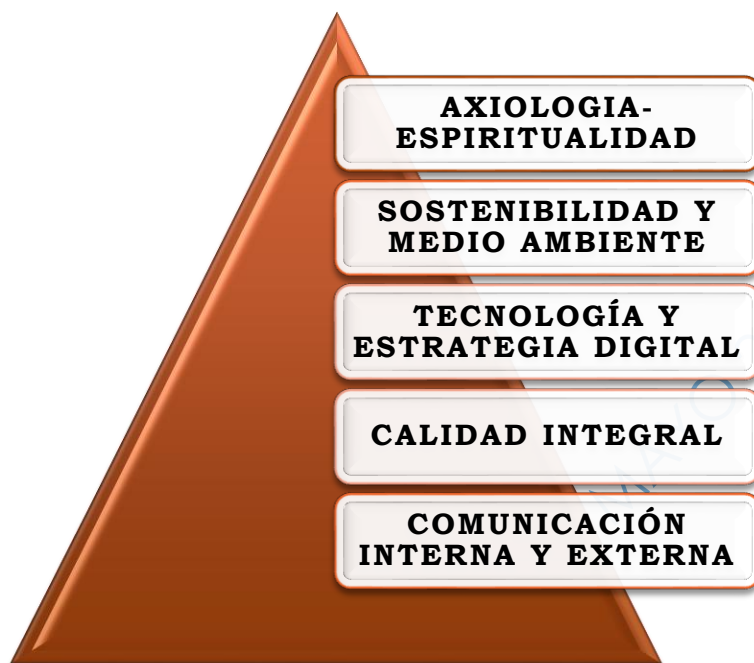 AXIOLOGIA-
ESPIRITUALIDAD
SOSTENIBILIDAD Y
MEDIO AMBIENTE
TECNOLOGÍA Y
ESTRATEGIA DIGITAL
CALIDAD INTEGRAL
COMUNICACIÓN
INTERNA Y EXTERNA